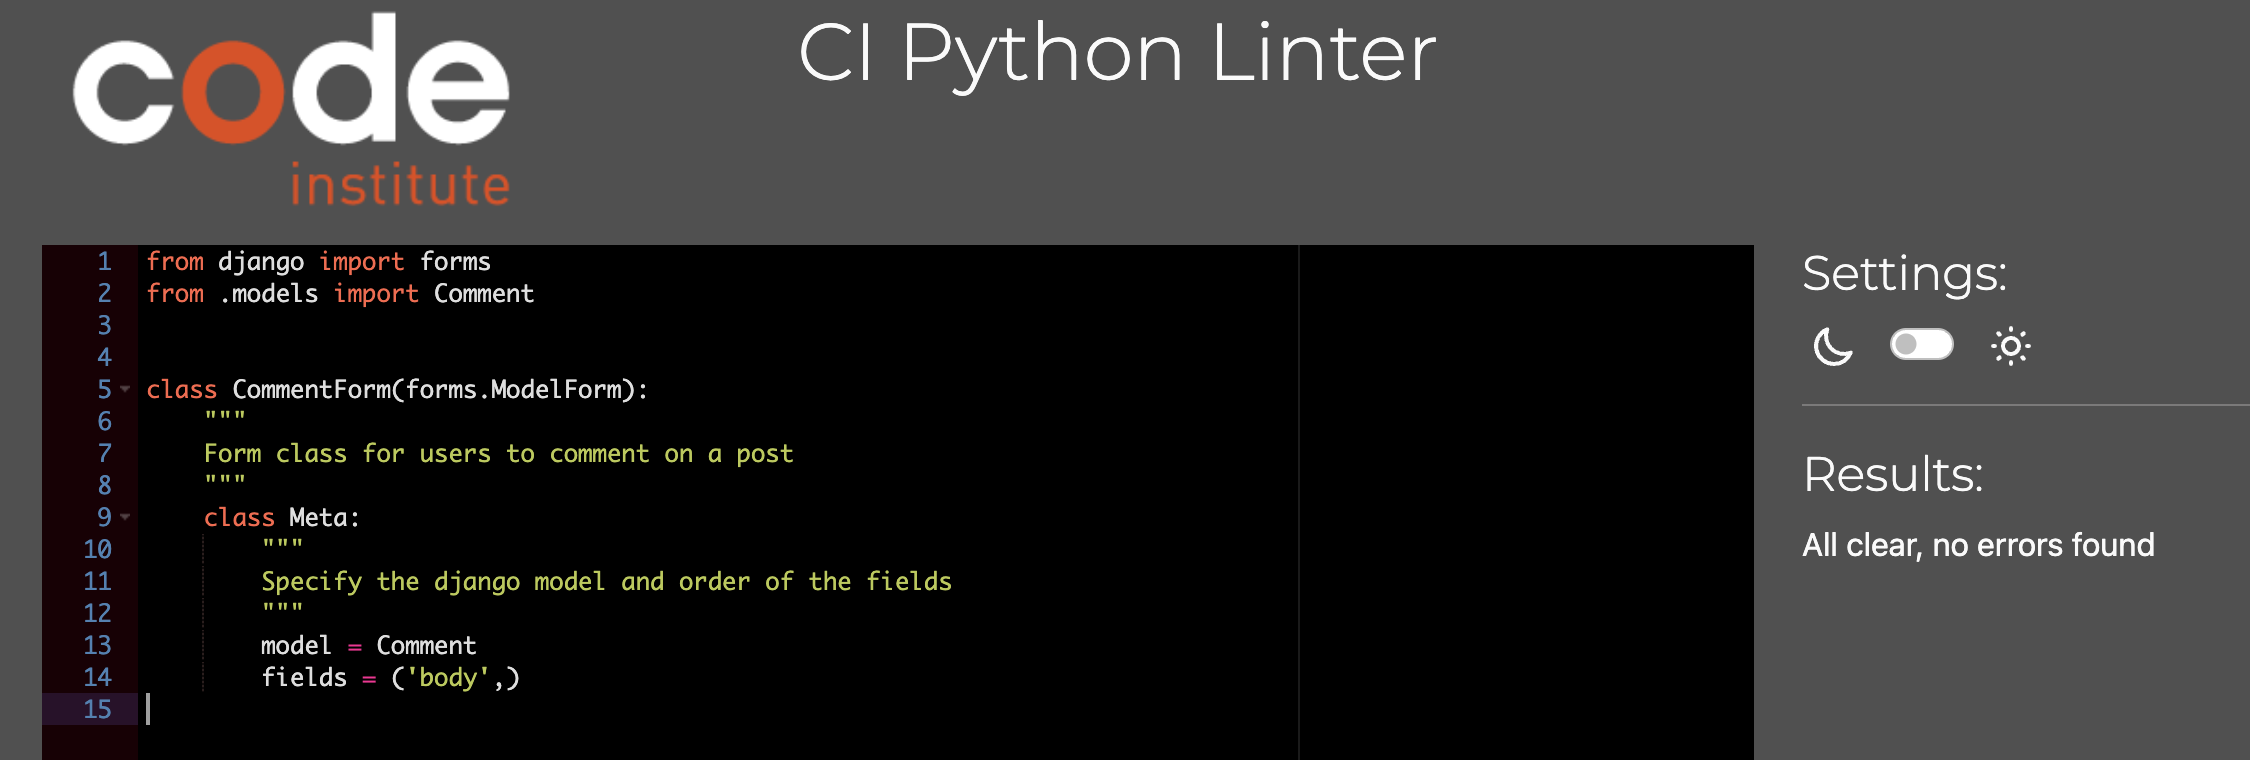 code
institute
CI Python Linter
1 from django import forms
2 from .models import Comment
3
4
5 class CommentForm(forms.ModelForm):
6     """
7     Form class for users to comment on a post
8     """
9     class Meta:
10         """
11         Specify the django model and order of the fields
12         """
13         model = Comment
14         fields = ('body',)
15
Settings:
Results:
All clear, no errors found